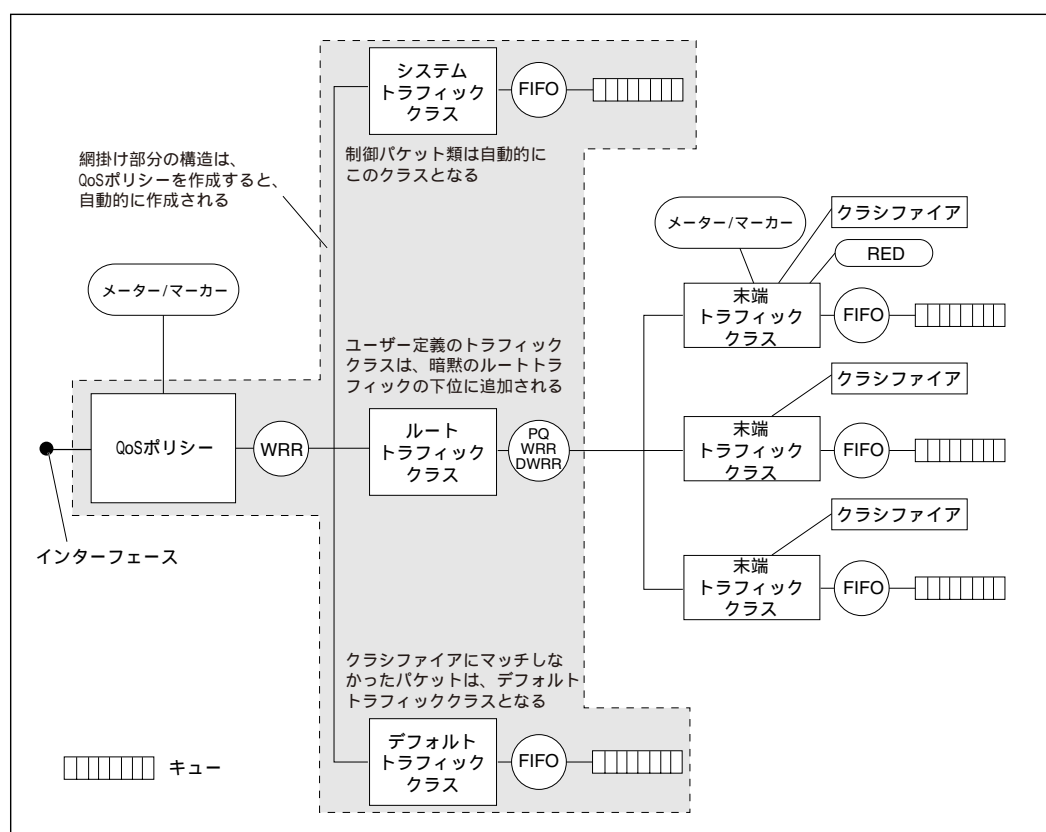 システム
トラフィック
クラス
FIFO
制御パケット類は自動的に
このクラスとなる
網掛け部分の構造は、
QoSポリシーを作成すると、
自動的に作成される
メーター/マーカー
クラシファイア
RED
末端
トラフィック
クラス
FIFO
メーター/マーカー
ユーザー定義のトラフィック
クラスは、暗黙のルートトラ
フィックの下位に追加される
クラシファイア
QoSポリシー
WRR
ルート
トラフィック
クラス
PQ
WRR
DWRR
末端
トラフィック
クラス
FIFO
インターフェース
クラシファイア
末端
トラフィック
クラス
FIFO
クラシファイアにマッチしな
かったパケットは、デフォルト
トラフィッククラスとなる
デフォルト
トラフィック
クラス
FIFO
キュー